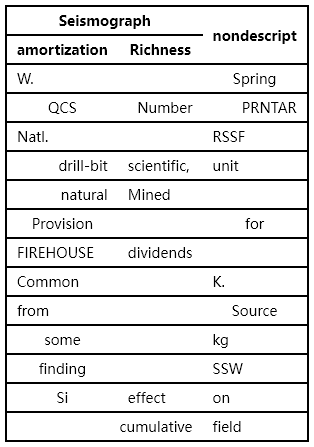 Seismograph nondescript
amortization Richness
W. Spring
QCS Number PRNTAR
Natl. RSSF
drill-bit scientific, unit
natural Mined
Provision for
FIREHOUSE dividends
Common K.
from Source
some kg
finding SSW
Si effect on
cumulative field